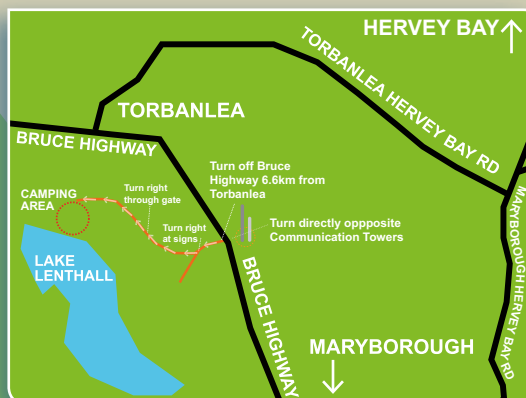 HERVEY BAY
TORBANLEA HERVEY BAY RD
TORBANLEA
BRUCE HIGHWAY
Turn off Bruce
Highway 6.6km from
Torbanlea
CAMPING
AREA
Turn right
through gate
Turn right
at signs
Turn directly oppposite
Communication Towers
LAKE
LENTHALL
BRUCE HIGHWAY
MARYBOROUGH
MARYBOROUGH HERVEY BAY RD